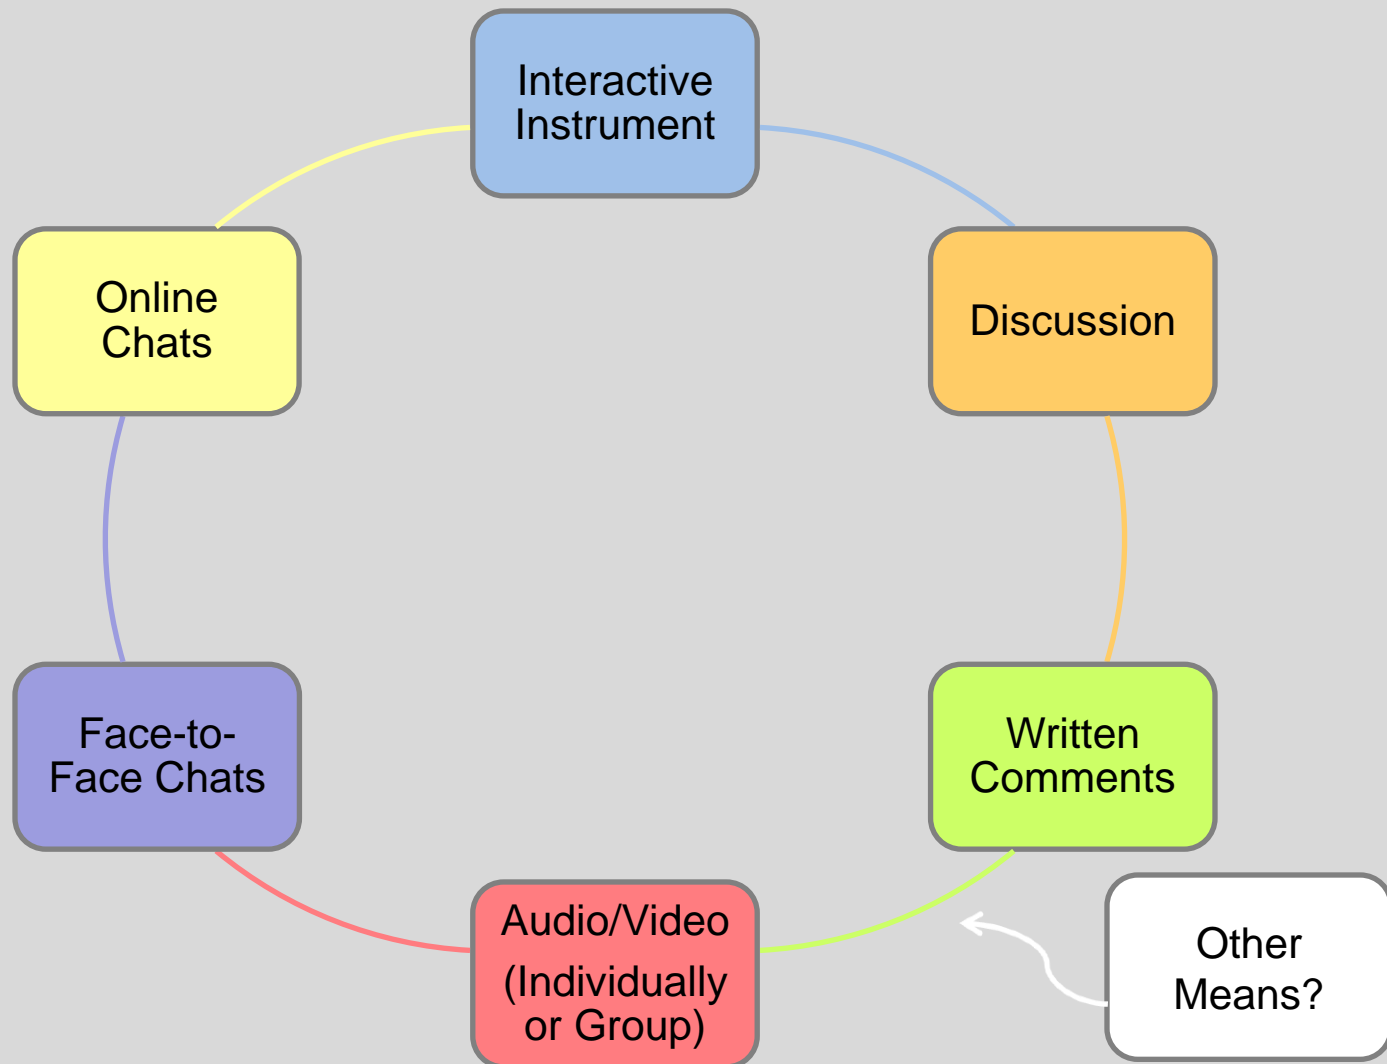 Interactive
Instrument
Online
Chats
Discussion
Face-to-
Face Chats
Written
Comments
Audio/Video
(Individually
or Group)
Other
Means?